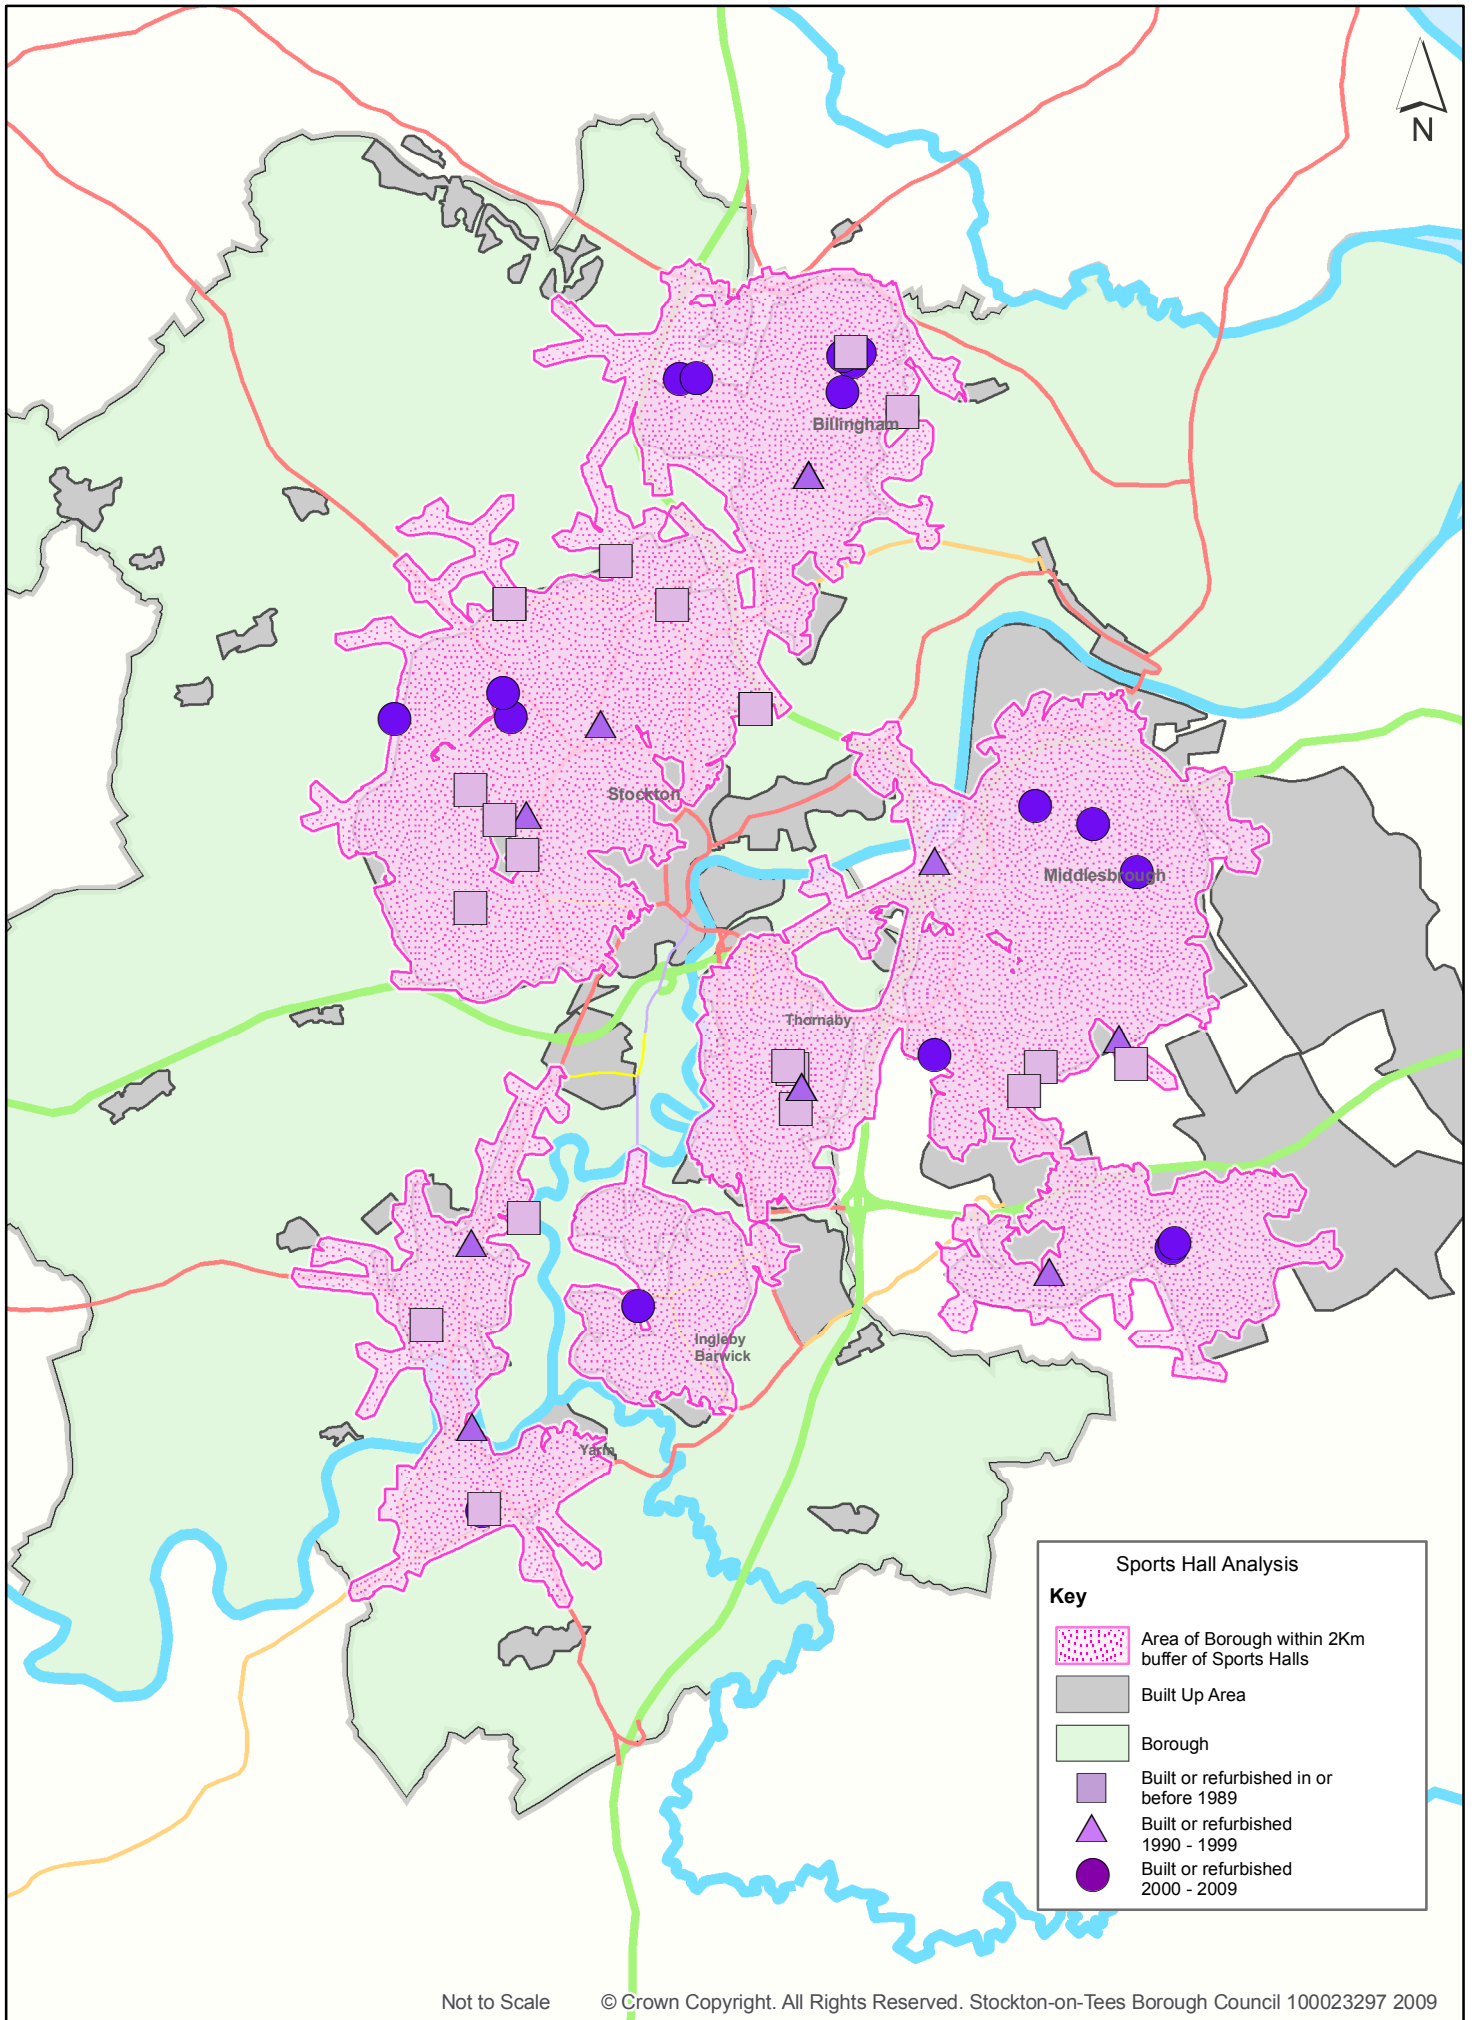 N
Billingham
Stockton
Middlesbrough
Thornaby
Ingleby
Barwick
Yarm
Sports Hall Analysis
Key
Area of Borough within 2Km
buffer of Sports Halls
Built Up Area
Borough
Built or refurbished in or
before 1989
Built or refurbished
1990 - 1999
Built or refurbished
2000 - 2009
Not to Scale
© Crown Copyright. All Rights Reserved. Stockton-on-Tees Borough Council 100023297 2009